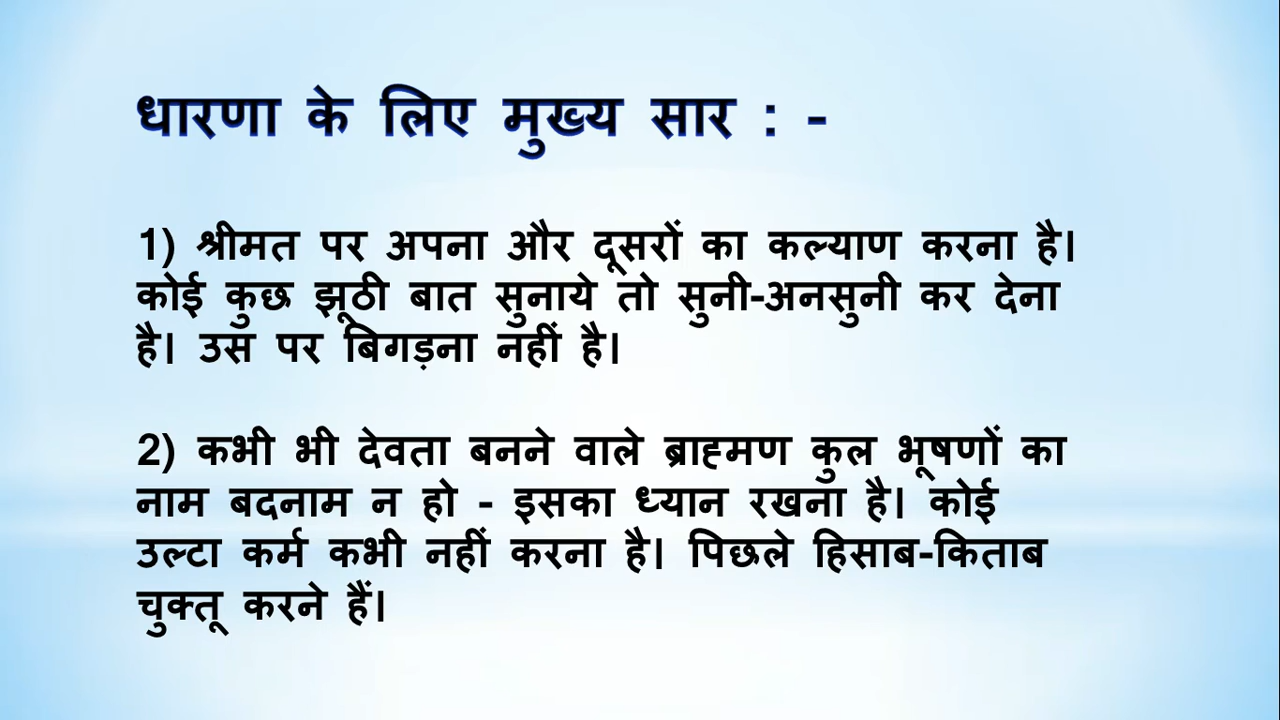 धारणा के लिए मुख्य सार : -
1) श्रीमत पर अपना और दूसरों का कल्याण करना है।
कोई कुछ झूठी बात सुनाये तो सुनी-अनसुनी कर देना
है। उस पर बिगड़ना नहीं है।
2) कभी भी देवता बनने वाले ब्राह्मण कुल भूषणों का
नाम बदनाम न हो - इसका ध्यान रखना है। कोई
उल्टा कर्म कभी नहीं करना है। पिछले हिसाब-किताब
चुक्तू करने हैं।